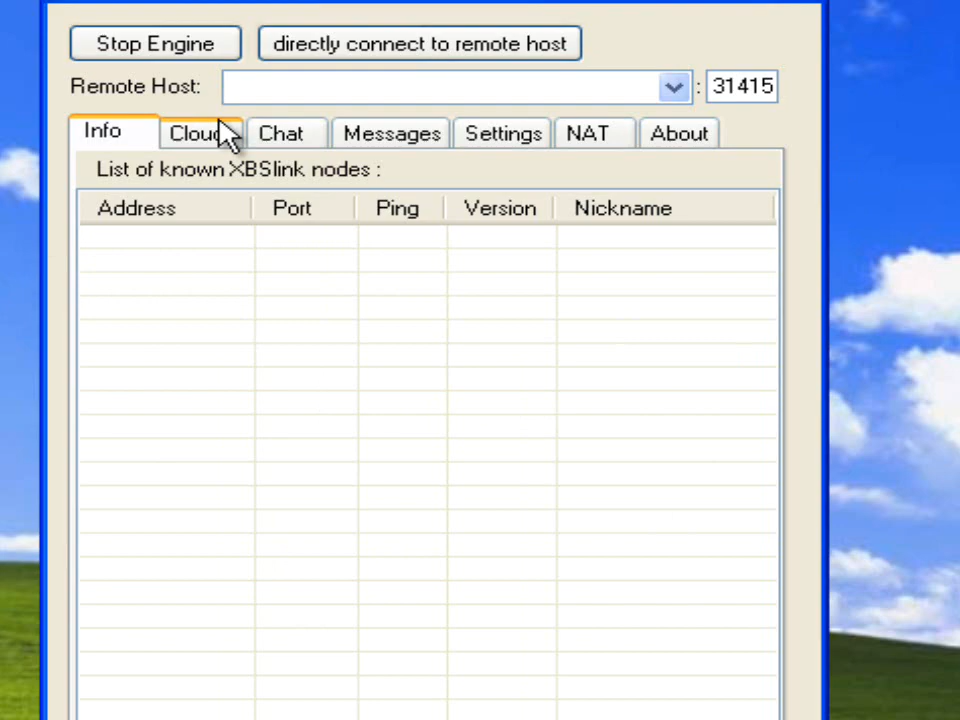 Stop Engine directly connect to remote host
Remote Host: : 31415
Info Cloud Chat Messages Settings NAT About
List of known XBSlink nodes :
Address Port Ping Version Nickname